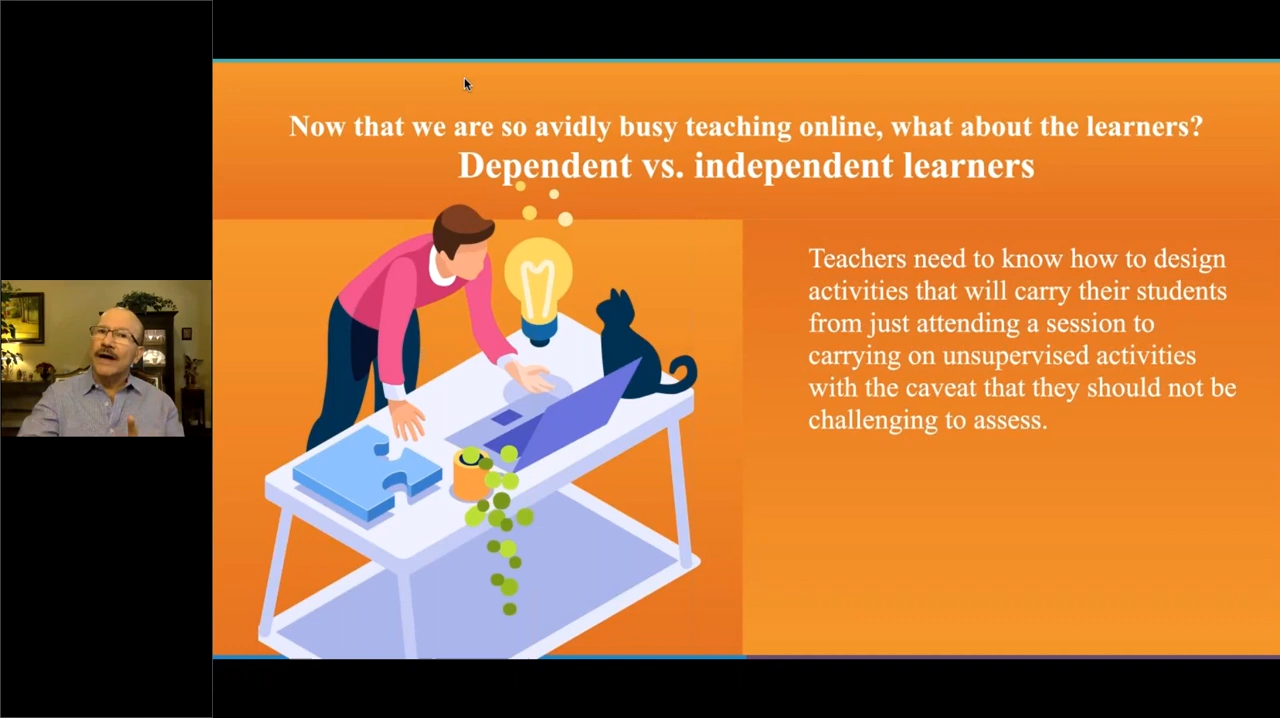 Now that we are so avidly busy teaching online, what about the learners?
Dependent vs. independent learners
Teachers need to know how to design
activities that will carry their students
from just attending a session to
carrying on unsupervised activities
with the caveat that they should not be
challenging to assess.